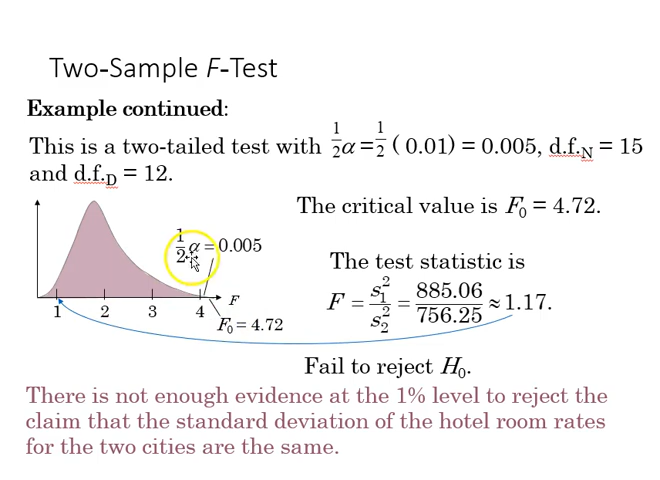 Two-Sample F-Test
Example continued:
This is a two-tailed test with 1/2 α = 1/2 ( 0.01) = 0.005, d.f.N = 15
and d.f.D = 12.
The critical value is F0 = 4.72.
1/2 α = 0.005
The test statistic is
F = s1²/s2² = 885.06/756.25 ≈ 1.17.
F
1 2 3 4
F0 = 4.72
Fail to reject H0.
There is not enough evidence at the 1% level to reject the
claim that the standard deviation of the hotel room rates
for the two cities are the same.